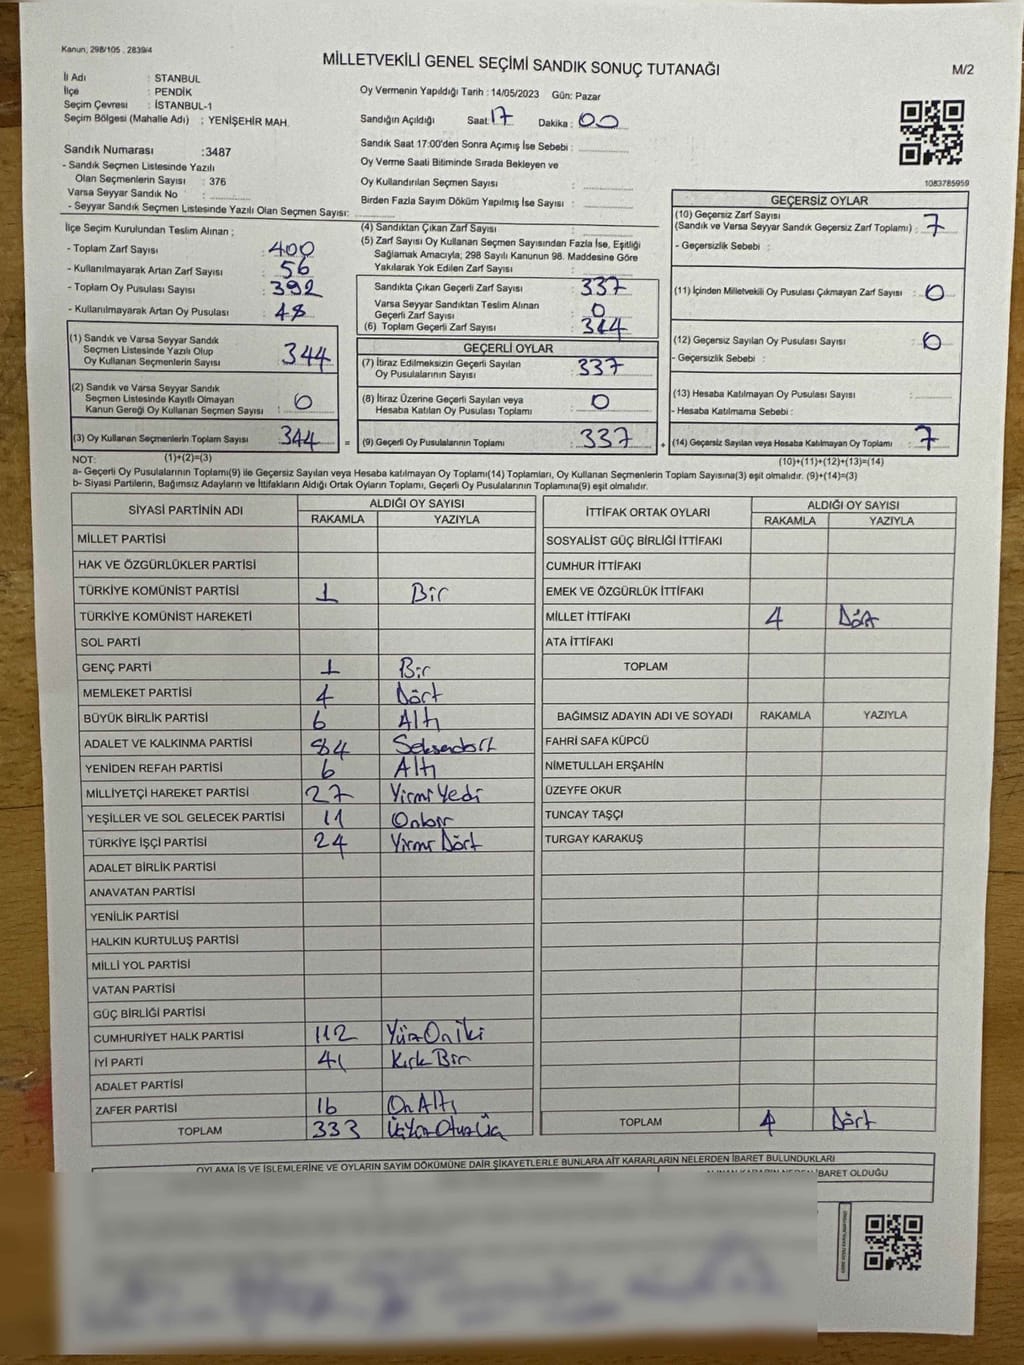 Kanun, 298/105 . 2839/4
MİLLETVEKİLİ GENEL SEÇİMİ SANDIK SONUÇ TUTANAĞI
M/2
İl Adı : STANBUL
İlçe : PENDİK
Seçim Çevresi : İSTANBUL-1
Seçim Bölgesi (Mahalle Adı) : YENİŞEHİR MAH.
Sandık Numarası :3487
- Sandık Seçmen Listesinde Yazılı
Olan Seçmenlerin Sayısı : 376
Varsa Seyyar Sandık No :
- Seyyar Sandık Seçmen Listesinde Yazılı Olan Seçmen Sayısı:
Oy Vermenin Yapıldığı Tarih : 14/05/2023 Gün: Pazar
Sandığın Açıldığı Saat: 17 Dakika : 00
Sandık Saat 17:00'den Sonra Açımış İse Sebebi :
Oy Verme Saati Bitiminde Sırada Bekleyen ve
Oy Kullandırılan Seçmen Sayısı :
Birden Fazla Sayım Döküm Yapılmış İse Sayısı :
1083785959
İlçe Seçim Kurulundan Teslim Alınan ;
- Toplam Zarf Sayısı : 400
- Kullanılmayarak Artan Zarf Sayısı : 56
- Toplam Oy Pusulası Sayısı : 392
- Kullanılmayarak Artan Oy Pusulası : 48
(1) Sandık ve Varsa Seyyar Sandık
Seçmen Listesinde Yazılı Olup
Oy Kullanan Seçmenlerin Sayısı : 344
(2) Sandık ve Varsa Seyyar Sandık
Seçmen Listesinde Kayıtlı Olmayan
Kanun Gereği Oy Kullanan Seçmen Sayısı : 0
(3) Oy Kullanan Seçmenlerin Toplam Sayısı : 344 =
(1)+(2)=(3)
(4) Sandıktan Çıkan Zarf Sayısı :
(5) Zarf Sayısı Oy Kullanan Seçmen Sayısından Fazla İse, Eşitliği
Sağlamak Amacıyla; 298 Sayılı Kanunun 98. Maddesine Göre
Yakılarak Yok Edilen Zarf Sayısı :
Sandıkta Çıkan Geçerli Zarf Sayısı : 337
Varsa Seyyar Sandıktan Teslim Alınan
Geçerli Zarf Sayısı : 0
(6) Toplam Geçerli Zarf Sayısı : 344
GEÇERLİ OYLAR
(7) İtiraz Edilmeksizin Geçerli Sayılan
Oy Pusulalarının Sayısı : 337
(8) İtiraz Üzerine Geçerli Sayılan veya
Hesaba Katılan Oy Pusulası Toplamı : 0
(9) Geçerli Oy Pusulalarının Toplamı : 337 +
GEÇERSİZ OYLAR
(10) Geçersiz Zarf Sayısı
(Sandık ve Varsa Seyyar Sandık Geçersiz Zarf Toplamı) : 7
- Geçersizlik Sebebi :
(11) İçinden Milletvekili Oy Pusulası Çıkmayan Zarf Sayısı : 0
(12) Geçersiz Sayılan Oy Pusulası Sayısı : 0
- Geçersizlik Sebebi :
(13) Hesaba Katılmayan Oy Pusulası Sayısı :
- Hesaba Katılmama Sebebi :
(14) Geçersiz Sayılan veya Hesaba Katılmayan Oy Toplamı : 7
(10)+(11)+(12)+(13)=(14)
NOT:
a- Geçerli Oy Pusulalarının Toplamı(9) ile Geçersiz Sayılan veya Hesaba katılmayan Oy Toplamı(14) Toplamları, Oy Kullanan Seçmenlerin Toplam Sayısına(3) eşit olmalıdır. (9)+(14)=(3)
b- Siyasi Partilerin, Bağımsız Adayların ve İttifakların Aldığı Ortak Oyların Toplamı, Geçerli Oy Pusulalarının Toplamına(9) eşit olmalıdır.
SİYASİ PARTİNİN ADI ALDIĞI OY SAYISI
RAKAMLA YAZIYLA
MİLLET PARTİSİ
HAK VE ÖZGÜRLÜKLER PARTİSİ
TÜRKİYE KOMÜNİST PARTİSİ 1 Bir
TÜRKİYE KOMÜNİST HAREKETİ
SOL PARTİ
GENÇ PARTİ 1 Bir
MEMLEKET PARTİSİ 4 Dört
BÜYÜK BİRLİK PARTİSİ 6 Altı
ADALET VE KALKINMA PARTİSİ 84 Seksendört
YENİDEN REFAH PARTİSİ 6 Altı
MİLLİYETÇİ HAREKET PARTİSİ 27 Yirmi Yedi
YEŞİLLER VE SOL GELECEK PARTİSİ 11 Onbir
TÜRKİYE İŞÇİ PARTİSİ 24 Yirmi Dört
ADALET BİRLİK PARTİSİ
ANAVATAN PARTİSİ
YENİLİK PARTİSİ
HALKIN KURTULUŞ PARTİSİ
MİLLİ YOL PARTİSİ
VATAN PARTİSİ
GÜÇ BİRLİĞİ PARTİSİ
CUMHURİYET HALK PARTİSİ 112 Yüz On İki
İYİ PARTİ 41 Kırk Bir
ADALET PARTİSİ
ZAFER PARTİSİ 16 On Altı
TOPLAM 333 Üçyüz Otuz Üç
İTTİFAK ORTAK OYLARI ALDIĞI OY SAYISI
RAKAMLA YAZIYLA
SOSYALİST GÜÇ BİRLİĞİ İTTİFAKI
CUMHUR İTTİFAKI
EMEK VE ÖZGÜRLÜK İTTİFAKI
MİLLET İTTİFAKI 4 Dört
ATA İTTİFAKI
TOPLAM
BAĞIMSIZ ADAYIN ADI VE SOYADI RAKAMLA YAZIYLA
FAHRİ SAFA KÜPCÜ
NİMETULLAH ERŞAHİN
ÜZEYFE OKUR
TUNCAY TAŞÇI
TURGAY KARAKUŞ
TOPLAM 4 Dört
OYLAMA İŞ VE İŞLEMLERİNE VE OYLARIN SAYIM DÖKÜMÜNE DAİR ŞİKAYETLERLE BUNLARA AİT KARARLARIN NELERDEN İBARET BULUNDUKLARI
ALINAN KARARIN NEDEN İBARET OLDUĞU